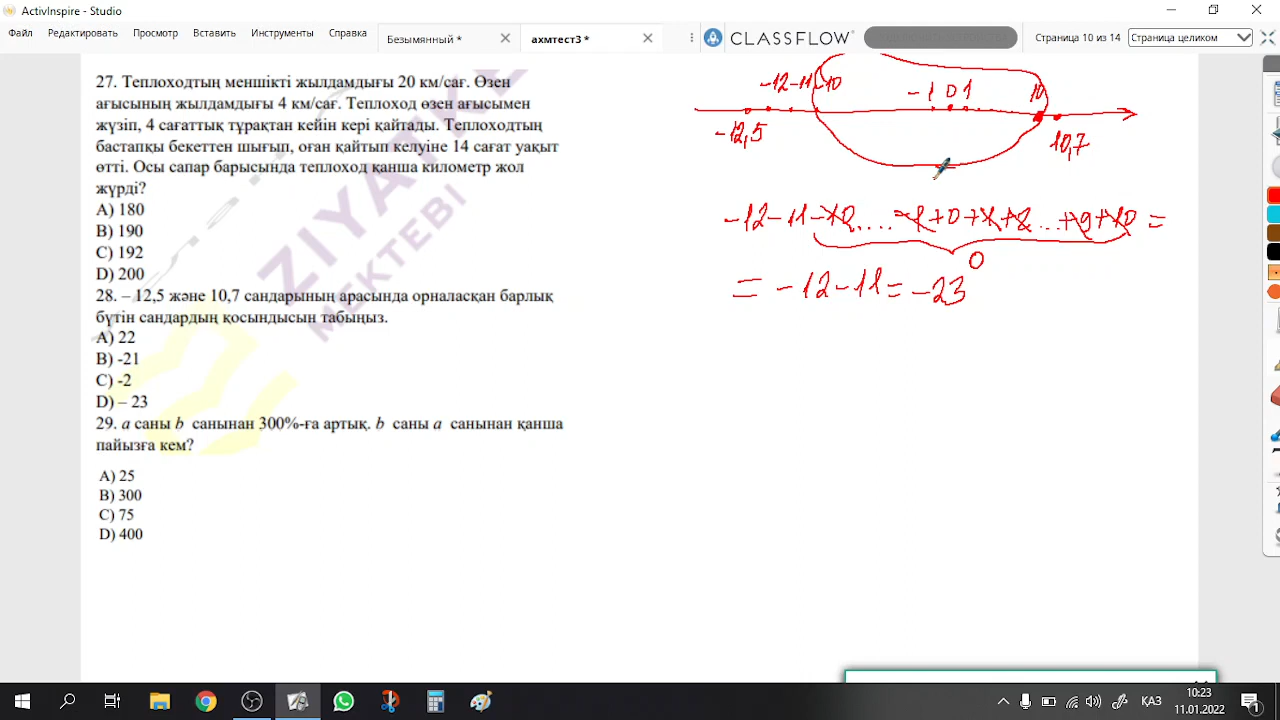 ActivInspire - Studio
Файл Редактировать Просмотр Вставить Инструменты Справка
Безымянный *
ахмтест3 *
CLASSFLOW
Страница 10 из 14
Страница целиком
27. Теплоходтың меншікті жылдамдығы 20 км/сағ. Өзен
ағысының жылдамдығы 4 км/сағ. Теплоход өзен ағысымен
жүзіп, 4 сағаттық тұрақтан кейін кері қайтады. Теплоходтың
бастапқы бекеттен шығып, оған қайтып келуіне 14 сағат уақыт
өтті. Осы сапар барысында теплоход қанша километр жол
жүрді?
A) 180
B) 190
C) 192
D) 200
28. – 12,5 және 10,7 сандарының арасында орналасқан барлық
бүтін сандардың қосындысын табыңыз.
A) 22
B) -21
C) -2
D) – 23
29. a саны b санынан 300%-ға артық. b саны a санынан қанша
пайызға кем?
A) 25
B) 300
C) 75
D) 400
ZIYATKER
МЕКТЕБІ
-12 -11 -10 -1 0 1 10
-12,5 10,7
-12-11-10.... -1+0+1+2...+9+10=
0
= -12-11= -23
КАЗ
10:23
11.01.2022
1